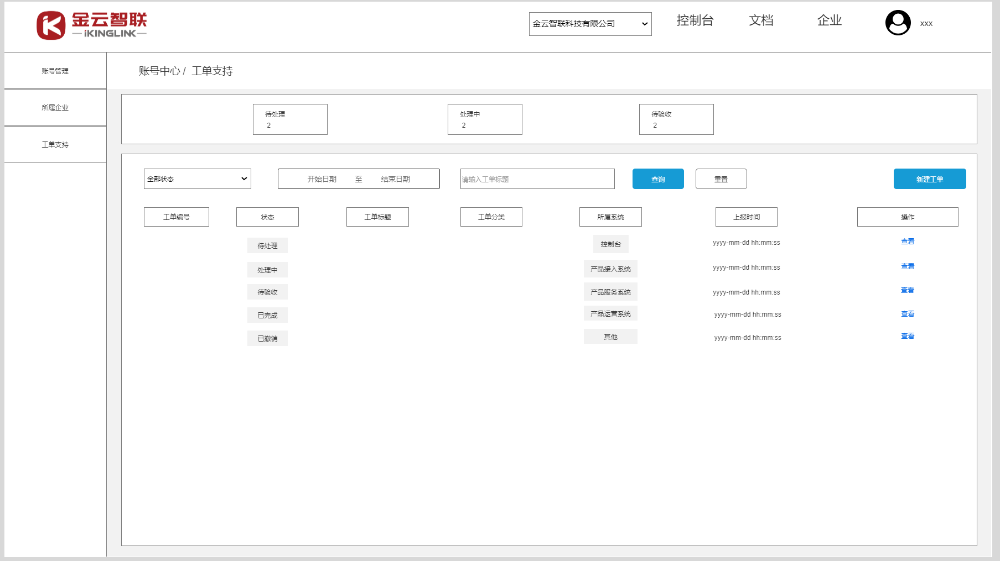 金云智联
iKINGLINK
金云智联科技有限公司
控制台
文档
企业
xxx
账号管理
所属企业
工单支持
账号中心 / 工单支持
待处理
2
处理中
2
待验收
2
全部状态
开始日期 至 结束日期
请输入工单标题
查询
重置
新建工单
工单编号 状态 工单标题 工单分类 所属系统 上报时间 操作
待处理 控制台 yyyy-mm-dd hh:mm:ss 查看
处理中 产品接入系统 yyyy-mm-dd hh:mm:ss 查看
待验收 产品服务系统 yyyy-mm-dd hh:mm:ss 查看
已完成 产品运营系统 yyyy-mm-dd hh:mm:ss 查看
已撤销 其他 yyyy-mm-dd hh:mm:ss 查看